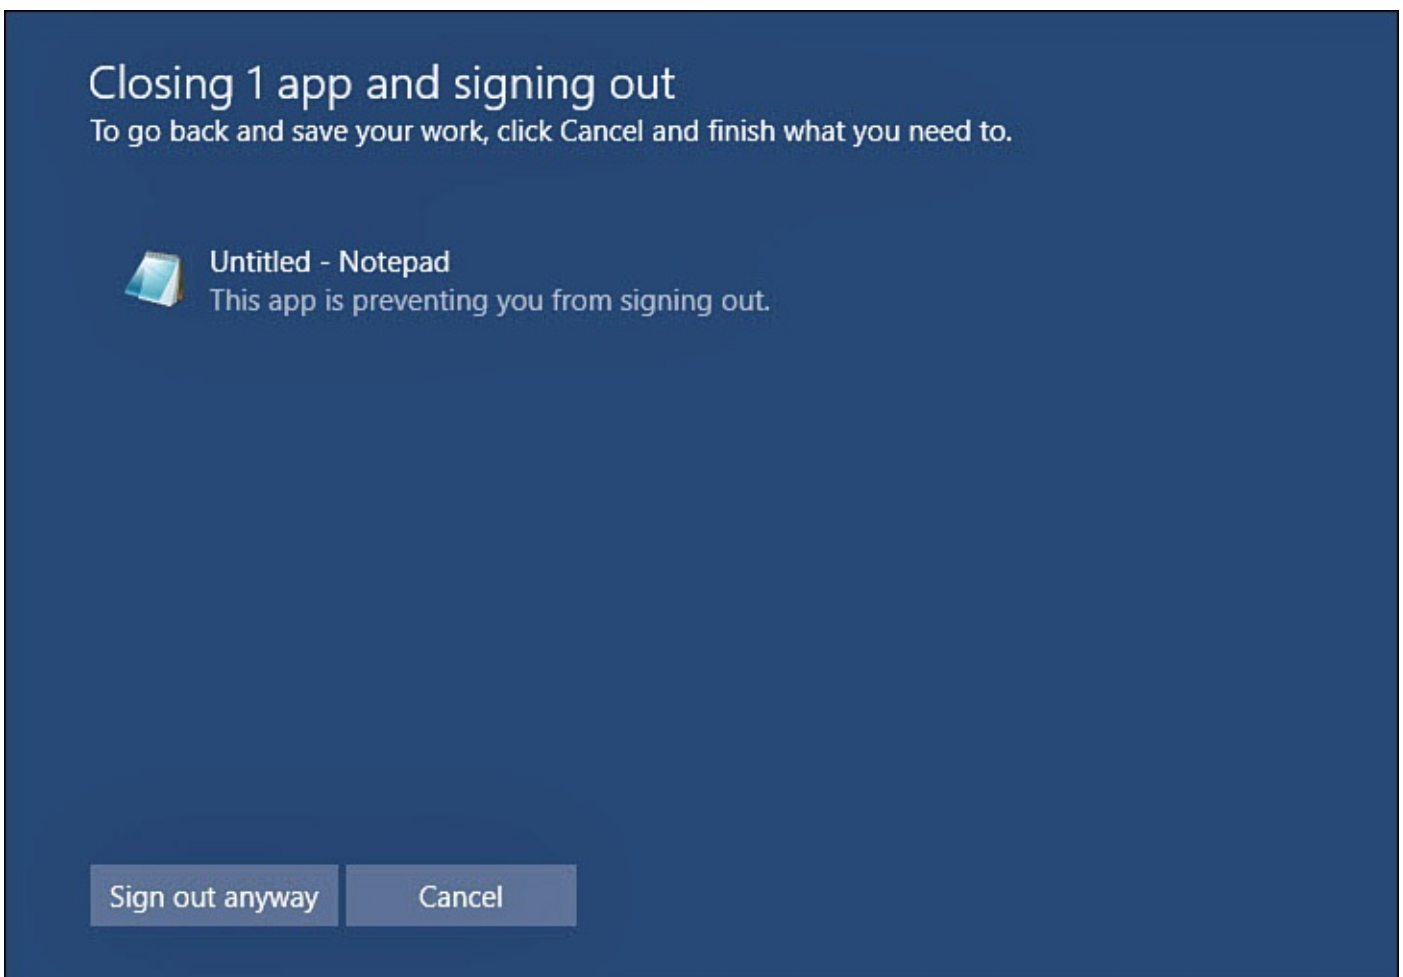 Closing 1 app and signing out
To go back and save your work, click Cancel and finish what you need to.
Untitled - Notepad
This app is preventing you from signing out.
Sign out anyway
Cancel